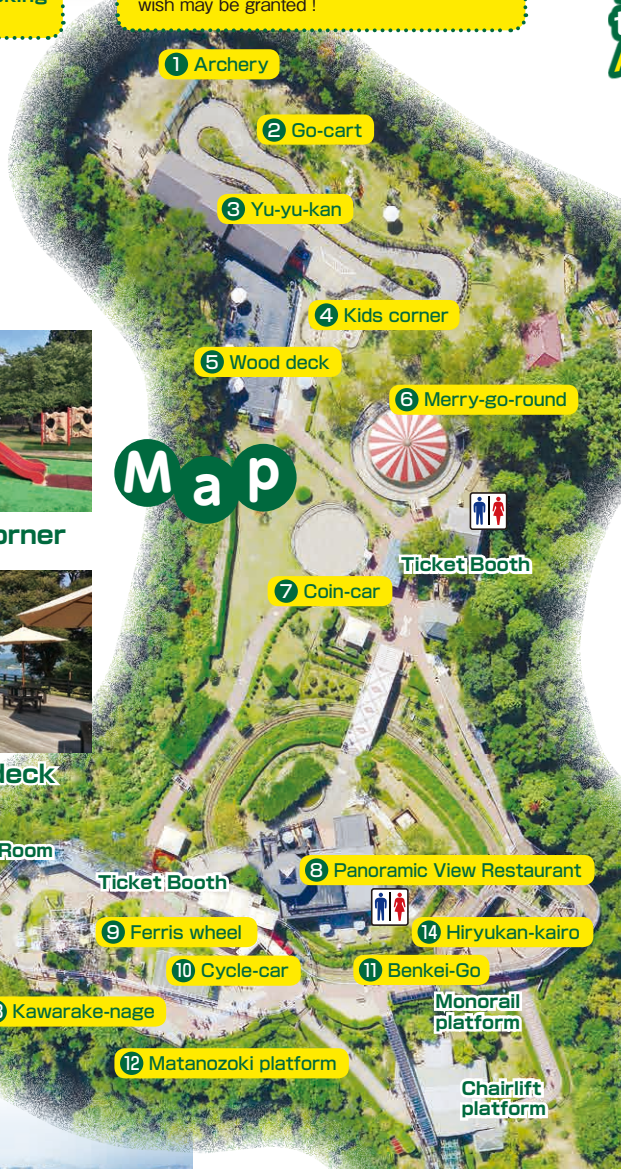 king
wish may be granted !
1 Archery
2 Go-cart
3 Yu-yu-kan
4 Kids corner
5 Wood deck
6 Merry-go-round
Map
orner
Ticket Booth
7 Coin-car
deck
Room
8 Panoramic View Restaurant
Ticket Booth
9 Ferris wheel
14 Hiryukan-kairo
10 Cycle-car
11 Benkei-Go
Monorail
platform
3 Kawarake-nage
12 Matanozoki platform
Chairlift
platform